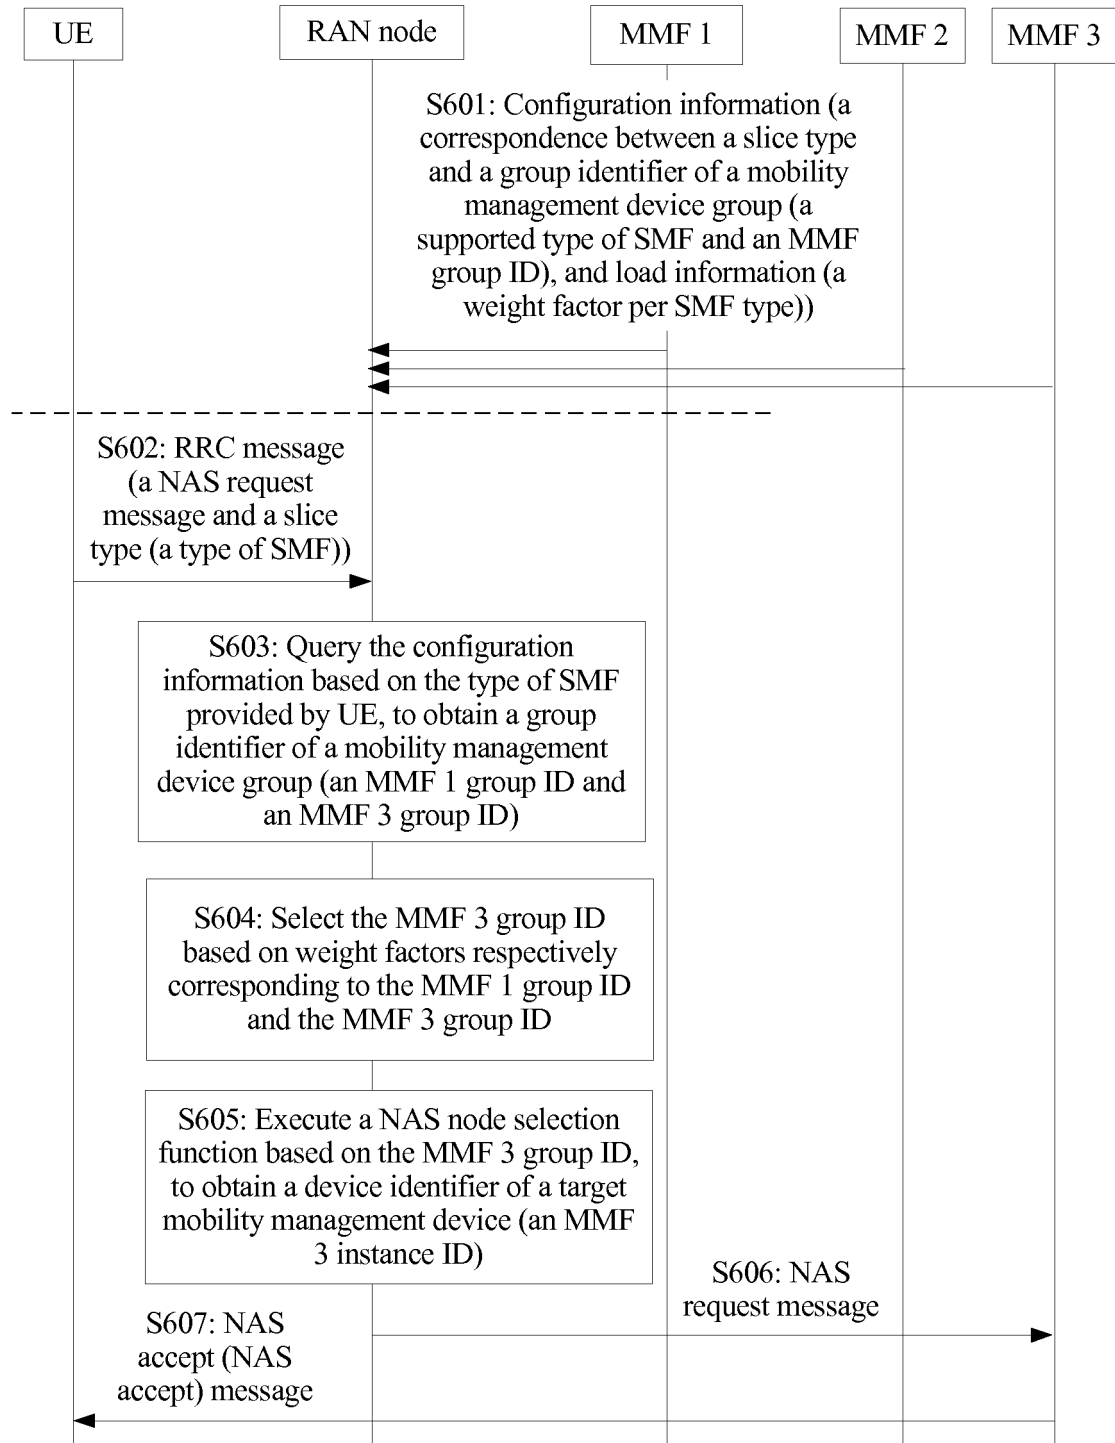 UE
RAN node
MMF 1
MMF 2
MMF 3
S601: Configuration information (a
correspondence between a slice type
and a group identifier of a mobility
management device group (a
supported type of SMF and an MMF
group ID), and load information (a
weight factor per SMF type))
S602: RRC message
(a NAS request
message and a slice
type (a type of SMF))
S603: Query the configuration
information based on the type of SMF
provided by UE, to obtain a group
identifier of a mobility management
device group (an MMF 1 group ID and
an MMF 3 group ID)
S604: Select the MMF 3 group ID
based on weight factors respectively
corresponding to the MMF 1 group ID
and the MMF 3 group ID
S605: Execute a NAS node selection
function based on the MMF 3 group ID,
to obtain a device identifier of a target
mobility management device (an MMF
3 instance ID)
S606: NAS
request message
S607: NAS
accept (NAS
accept) message